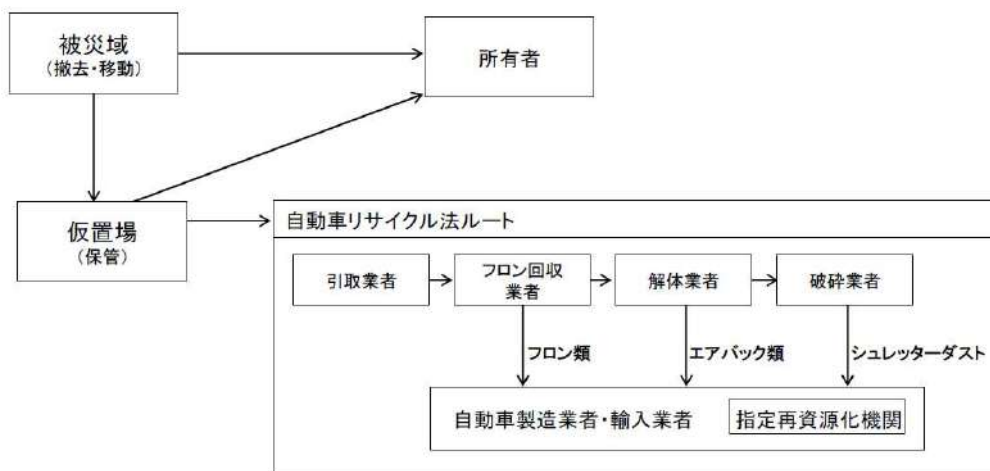 被災域
(撤去・移動)
所有者
仮置場
(保管)
自動車リサイクル法ルート
引取業者
フロン回収
業者
解体業者
破砕業者
フロン類
エアバック類
シュレッターダスト
自動車製造業者・輸入業者
指定再資源化機関